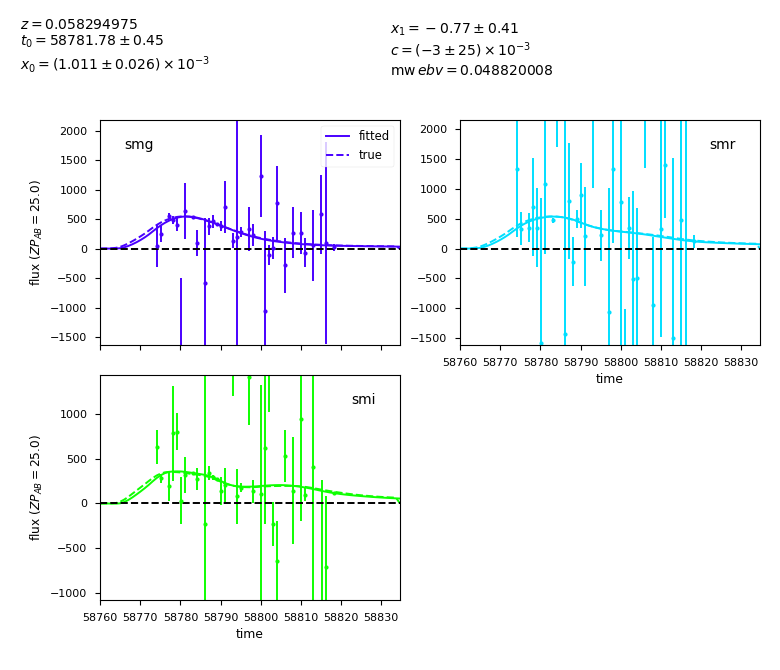 z = 0.058294975
t₀ = 58781.78 ± 0.45
x₀ = (1.011 ± 0.026) × 10⁻³
x₁ = −0.77 ± 0.41
c = (−3 ± 25) × 10⁻³
mw ebv = 0.048820008
smg
fitted
true
2000
1500
1000
500
0
−500
−1000
−1500
flux (ZP_AB = 25.0)
smr
2000
1500
1000
500
0
−500
−1000
−1500
58760 58770 58780 58790 58800 58810 58820 58830
time
smi
1000
500
0
−500
−1000
flux (ZP_AB = 25.0)
58760 58770 58780 58790 58800 58810 58820 58830
time